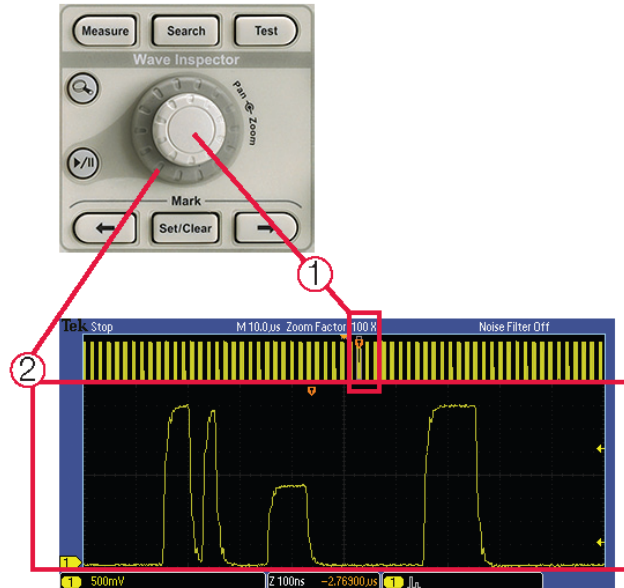 Measure Search Test
Wave Inspector
Pan Zoom
Mark
← Set/Clear →
1
2
Tek Stop M 10.0µs Zoom Factor: 100 X Noise Filter Off
1
1 500mV Z 100ns -2.76900µs 1